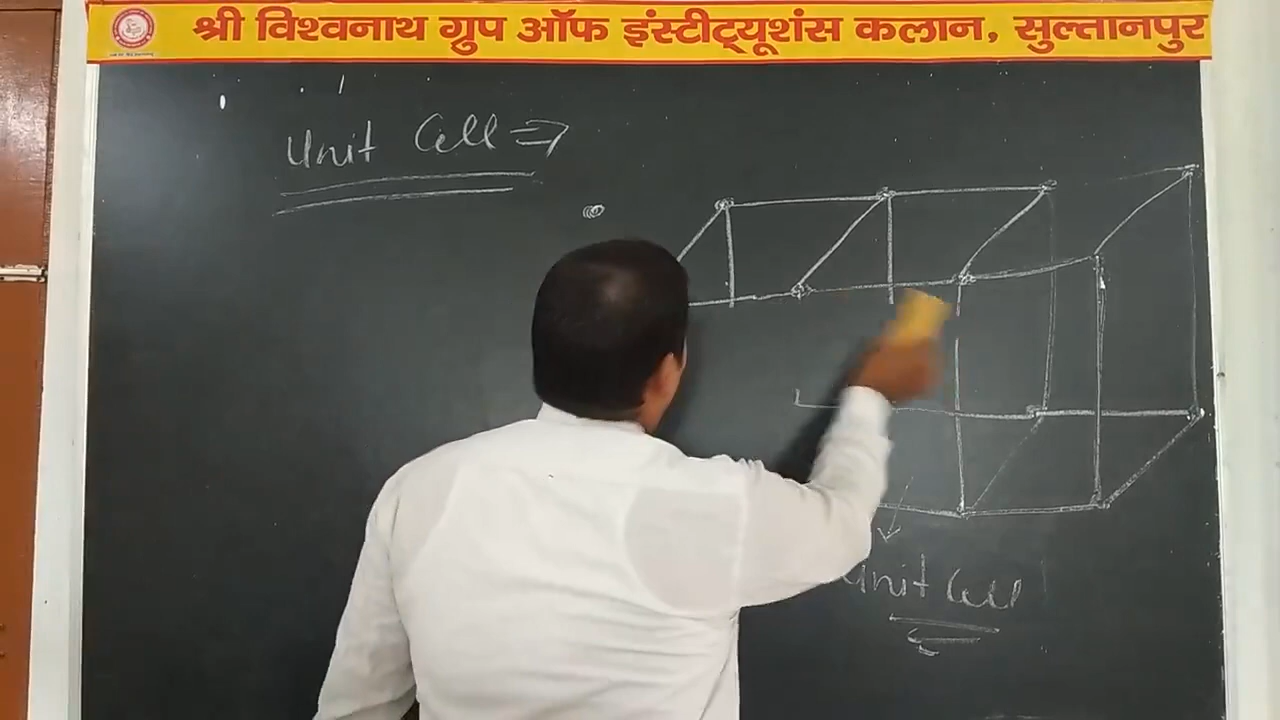 श्री विश्वनाथ ग्रुप ऑफ इंस्टीट्यूशंस कलान, सुल्तानपुर
Unit Cell ⇒
Unit Cell